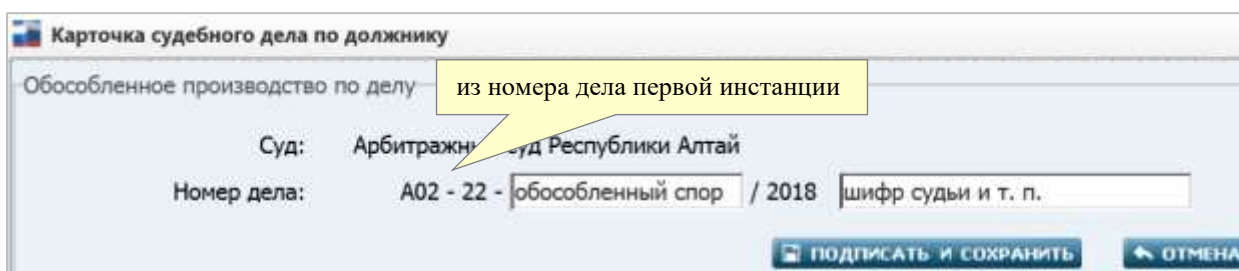 Карточка судебного дела по должнику
Обособленное производство по делу
из номера дела первой инстанции
Суд: Арбитражный суд Республики Алтай
Номер дела: А02 - 22 - обособленный спор / 2018 шифр судьи и т. п.
ПОДПИСАТЬ И СОХРАНИТЬ ОТМЕНА